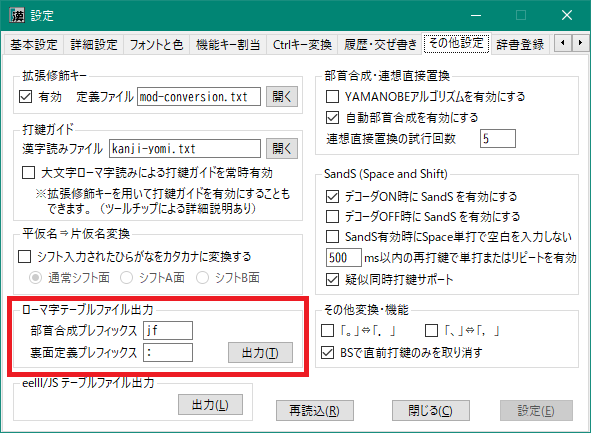 漢 設定
基本設定 詳細設定 フォントと色 機能キー割当 Ctrlキー変換 履歴・交ぜ書き その他設定 辞書登録
拡張修飾キー
有効 定義ファイル mod-conversion.txt 開く
打鍵ガイド
漢字読みファイル kanji-yomi.txt 開く
大文字ローマ字読みによる打鍵ガイドを常時有効
※拡張修飾キーを用いて打鍵ガイドを有効にすることも
できます。（ツールチップによる詳細説明あり）
平仮名⇒片仮名変換
シフト入力されたひらがなをカタカナに変換する
通常シフト面 シフトA面 シフトB面
ローマ字テーブルファイル出力
部首合成プレフィックス jf
裏面定義プレフィックス : 出力(T)
eelll/JS テーブルファイル出力
出力(L)
部首合成・連想直接置換
YAMANOBEアルゴリズムを有効にする
自動部首合成を有効にする
連想直接置換の試行回数 5
SandS (Space and Shift)
デコーダON時に SandS を有効にする
デコーダOFF時に SandS を有効にする
SandS有効時にSpace単打で空白を入力しない
500 ms以内の再打鍵で単打またはリピートを有効
疑似同時打鍵サポート
その他変換・機能
「。」⇔「．」 「、」⇔「，」
BSで直前打鍵のみを取り消す
再読込(R) 閉じる(C) 設定(E)